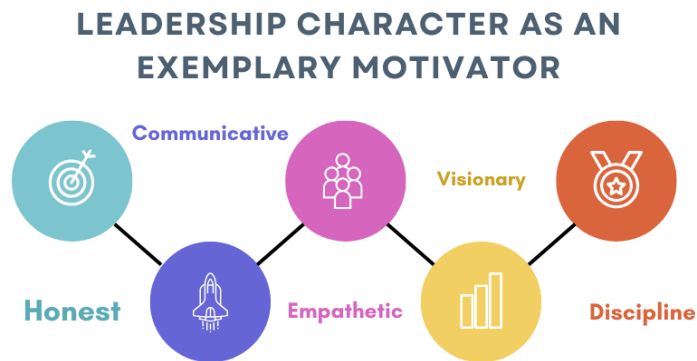 LEADERSHIP CHARACTER AS AN
EXEMPLARY MOTIVATOR
Communicative
Visionary
Honest
Empathetic
Discipline